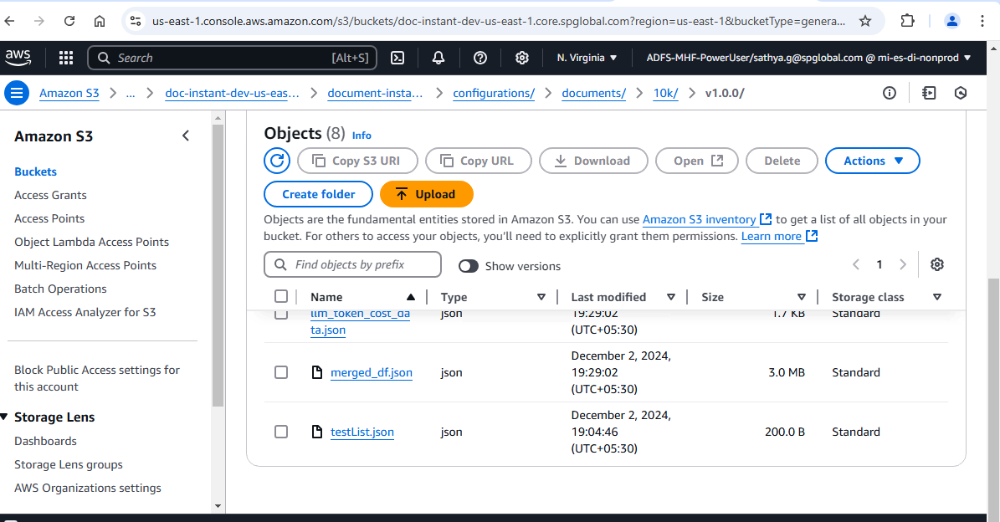 us-east-1.console.aws.amazon.com/s3/buckets/doc-instant-dev-us-east-1.core.spglobal.com?region=us-east-1&bucketType=genera...
aws Search [Alt+S] N. Virginia ADFS-MHF-PowerUser/sathya.g@spglobal.com @ mi-es-di-nonprod
Amazon S3 > ... > doc-instant-dev-us-eas... > document-insta... > configurations/ > documents/ > 10k/ > v1.0.0/
Amazon S3
Buckets
Access Grants
Access Points
Object Lambda Access Points
Multi-Region Access Points
Batch Operations
IAM Access Analyzer for S3
Block Public Access settings for
this account
Storage Lens
Dashboards
Storage Lens groups
AWS Organizations settings
Objects (8) Info
Copy S3 URI Copy URL Download Open Delete Actions
Create folder Upload
Objects are the fundamental entities stored in Amazon S3. You can use Amazon S3 inventory to get a list of all objects in your
bucket. For others to access your objects, you'll need to explicitly grant them permissions. Learn more
Find objects by prefix Show versions 1
Name Type Last modified Size Storage class
llm_token_cost_da json 19:29:02 1.7 KB Standard
ta.json (UTC+05:30)
December 2, 2024,
merged_df.json json 19:29:02 3.0 MB Standard
(UTC+05:30)
December 2, 2024,
testList.json json 19:04:46 200.0 B Standard
(UTC+05:30)